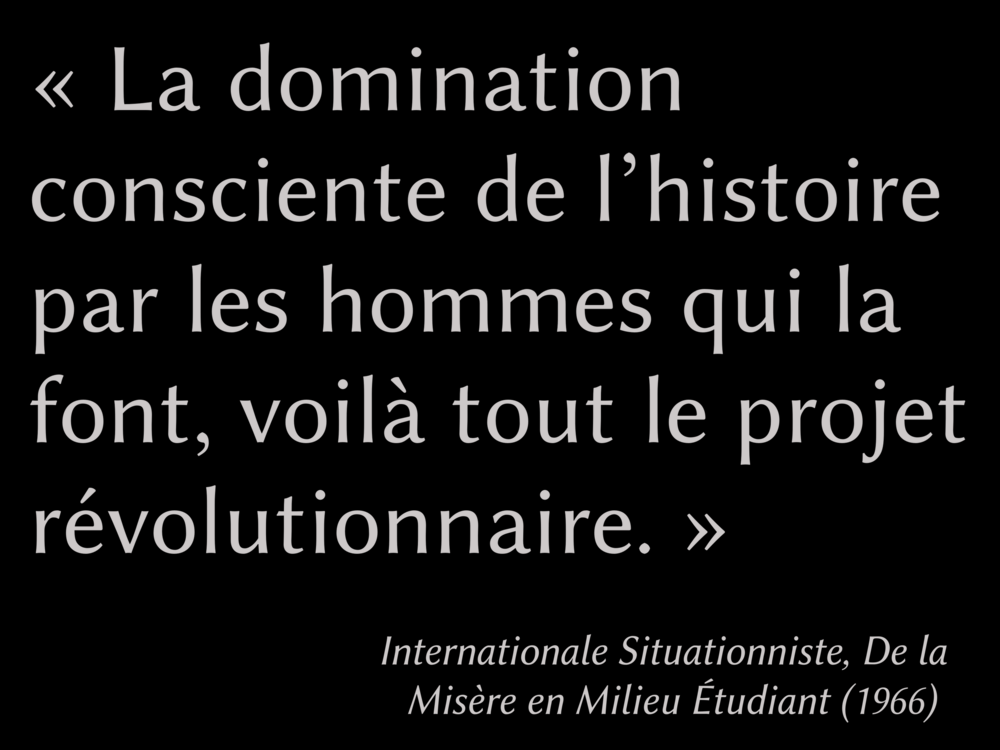 « La domination
consciente de l’histoire
par les hommes qui la
font, voilà tout le projet
révolutionnaire. »
Internationale Situationniste, De la
Misère en Milieu Étudiant (1966)